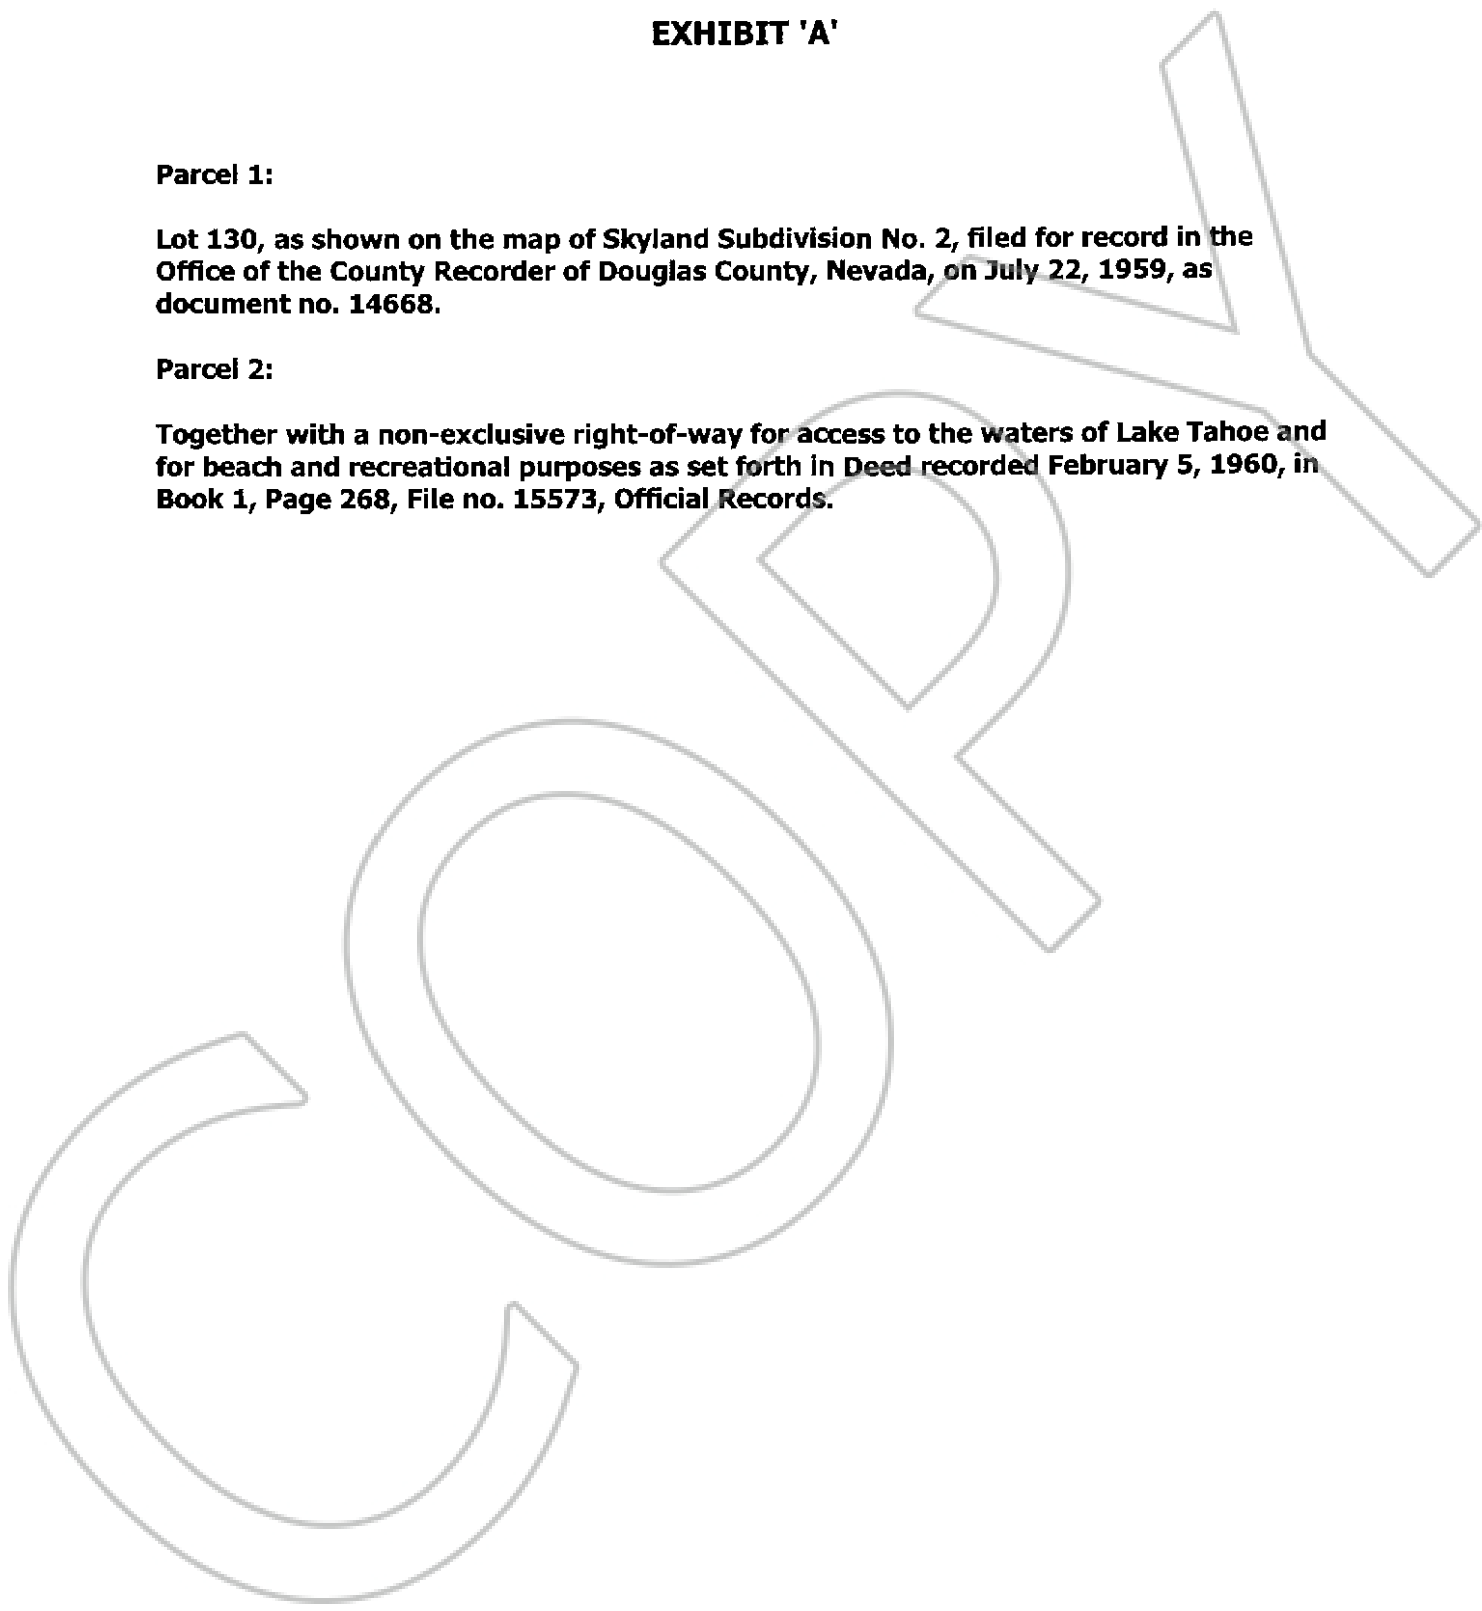 EXHIBIT 'A'
Parcel 1:
Lot 130, as shown on the map of Skyland Subdivision No. 2, filed for record in the
Office of the County Recorder of Douglas County, Nevada, on July 22, 1959, as
document no. 14668.
Parcel 2:
Together with a non-exclusive right-of-way for access to the waters of Lake Tahoe and
for beach and recreational purposes as set forth in Deed recorded February 5, 1960, in
Book 1, Page 268, File no. 15573, Official Records.
COPY